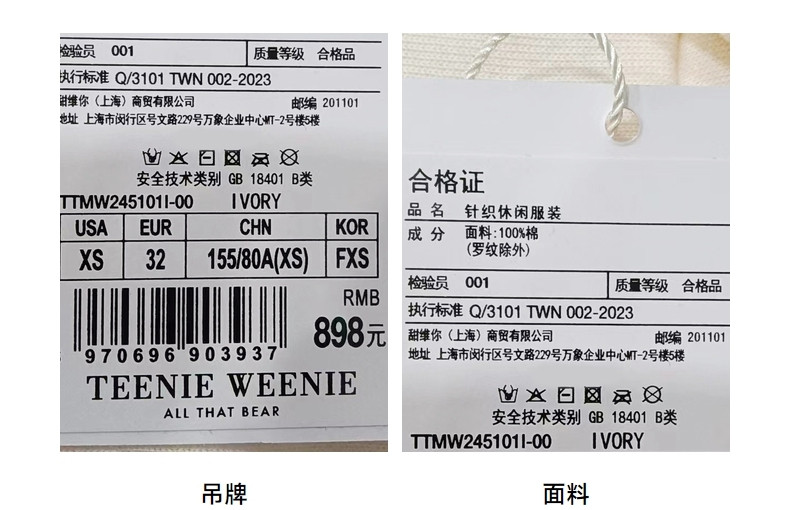 检验员 001 质量等级 合格品
执行标准 Q/3101 TWN 002-2023
甜维你（上海）商贸有限公司 邮编 201101
地址 上海市闵行区号文路229号万象企业中心MT-2号楼5楼
安全技术类别 GB 18401 B类
TTMW245101I-00 IVORY
USA EUR CHN KOR
XS 32 155/80A(XS) FXS
RMB
898元
970696 903937
TEENIE WEENIE
ALL THAT BEAR
吊牌
合格证
品名 针织休闲服装
成分 面料:100%棉
(罗纹除外)
检验员 001 质量等级 合格品
执行标准 Q/3101 TWN 002-2023
甜维你（上海）商贸有限公司 邮编 201101
地址 上海市闵行区号文路229号万象企业中心MT-2号楼5楼
安全技术类别 GB 18401 B类
TTMW245101I-00 IVORY
面料